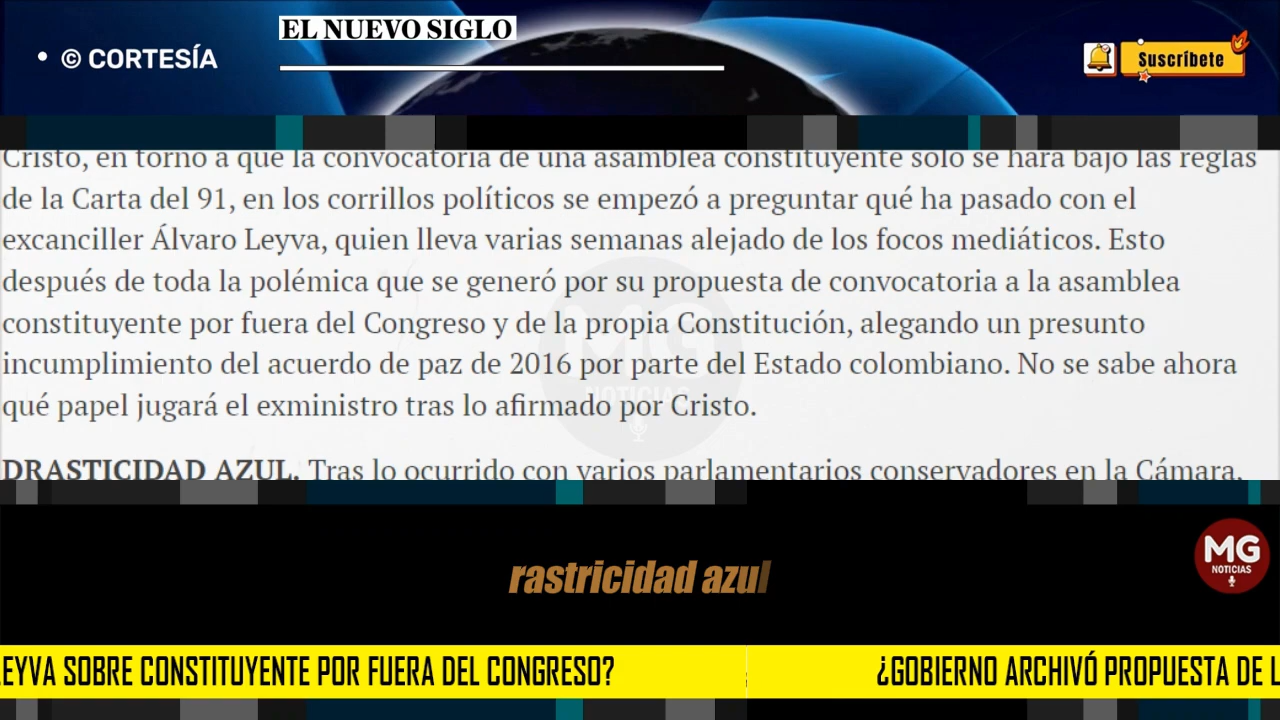 EL NUEVO SIGLO
• © CORTESÍA
Suscríbete
Cristo, en torno a que la convocatoria de una asamblea constituyente solo se hará bajo las reglas
de la Carta del 91, en los corrillos políticos se empezó a preguntar qué ha pasado con el
excanciller Álvaro Leyva, quien lleva varias semanas alejado de los focos mediáticos. Esto
después de toda la polémica que se generó por su propuesta de convocatoria a la asamblea
constituyente por fuera del Congreso y de la propia Constitución, alegando un presunto
incumplimiento del acuerdo de paz de 2016 por parte del Estado colombiano. No se sabe ahora
qué papel jugará el exministro tras lo afirmado por Cristo.
MG
NOTICIAS
DRASTICIDAD AZUL. Tras lo ocurrido con varios parlamentarios conservadores en la Cámara,
rastricidad azul
MG
NOTICIAS
EYVA SOBRE CONSTITUYENTE POR FUERA DEL CONGRESO? ¿GOBIERNO ARCHIVÓ PROPUESTA DE L